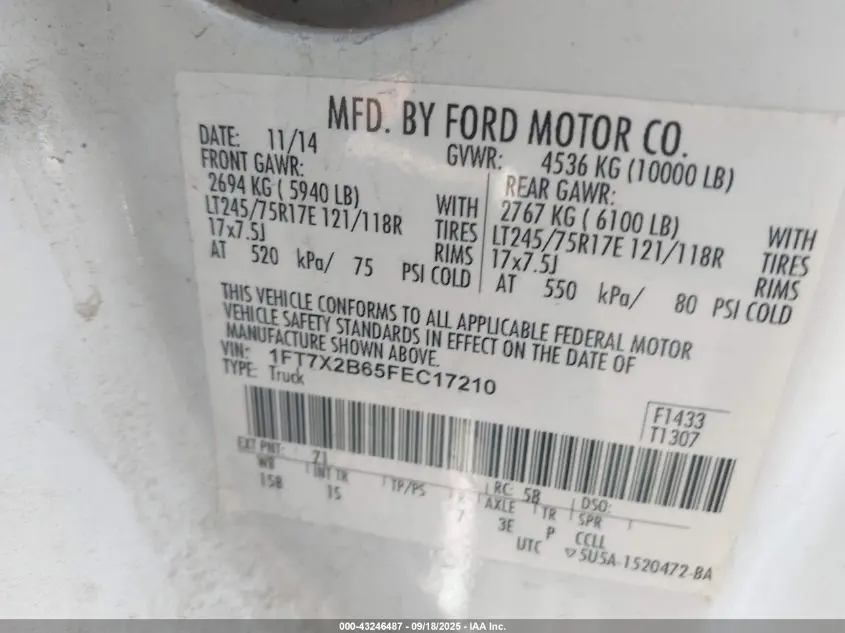 MFD. BY FORD MOTOR CO.
DATE: 11/14 GVWR: 4536 KG (10000 LB)
FRONT GAWR: REAR GAWR:
2694 KG ( 5940 LB) WITH 2767 KG ( 6100 LB) WITH
LT245/75R17E 121/118R TIRES LT245/75R17E 121/118R TIRES
17x7.5J RIMS 17x7.5J RIMS
AT 520 kPa/ 75 PSI COLD AT 550 kPa/ 80 PSI COLD
THIS VEHICLE CONFORMS TO ALL APPLICABLE FEDERAL MOTOR
VEHICLE SAFETY STANDARDS IN EFFECT ON THE DATE OF
MANUFACTURE SHOWN ABOVE.
VIN: 1FT7X2B65FEC17210
TYPE: Truck
F1433
T1307
EXT PNT: Z1 RC: 58 DSO:
WB INT TR TP/PS R AXLE TR SPR
158 15 7 3E P CCLL
UTC ▽5U5A-1520472-BA
000-43246487 - 09/18/2025 - IAA Inc.